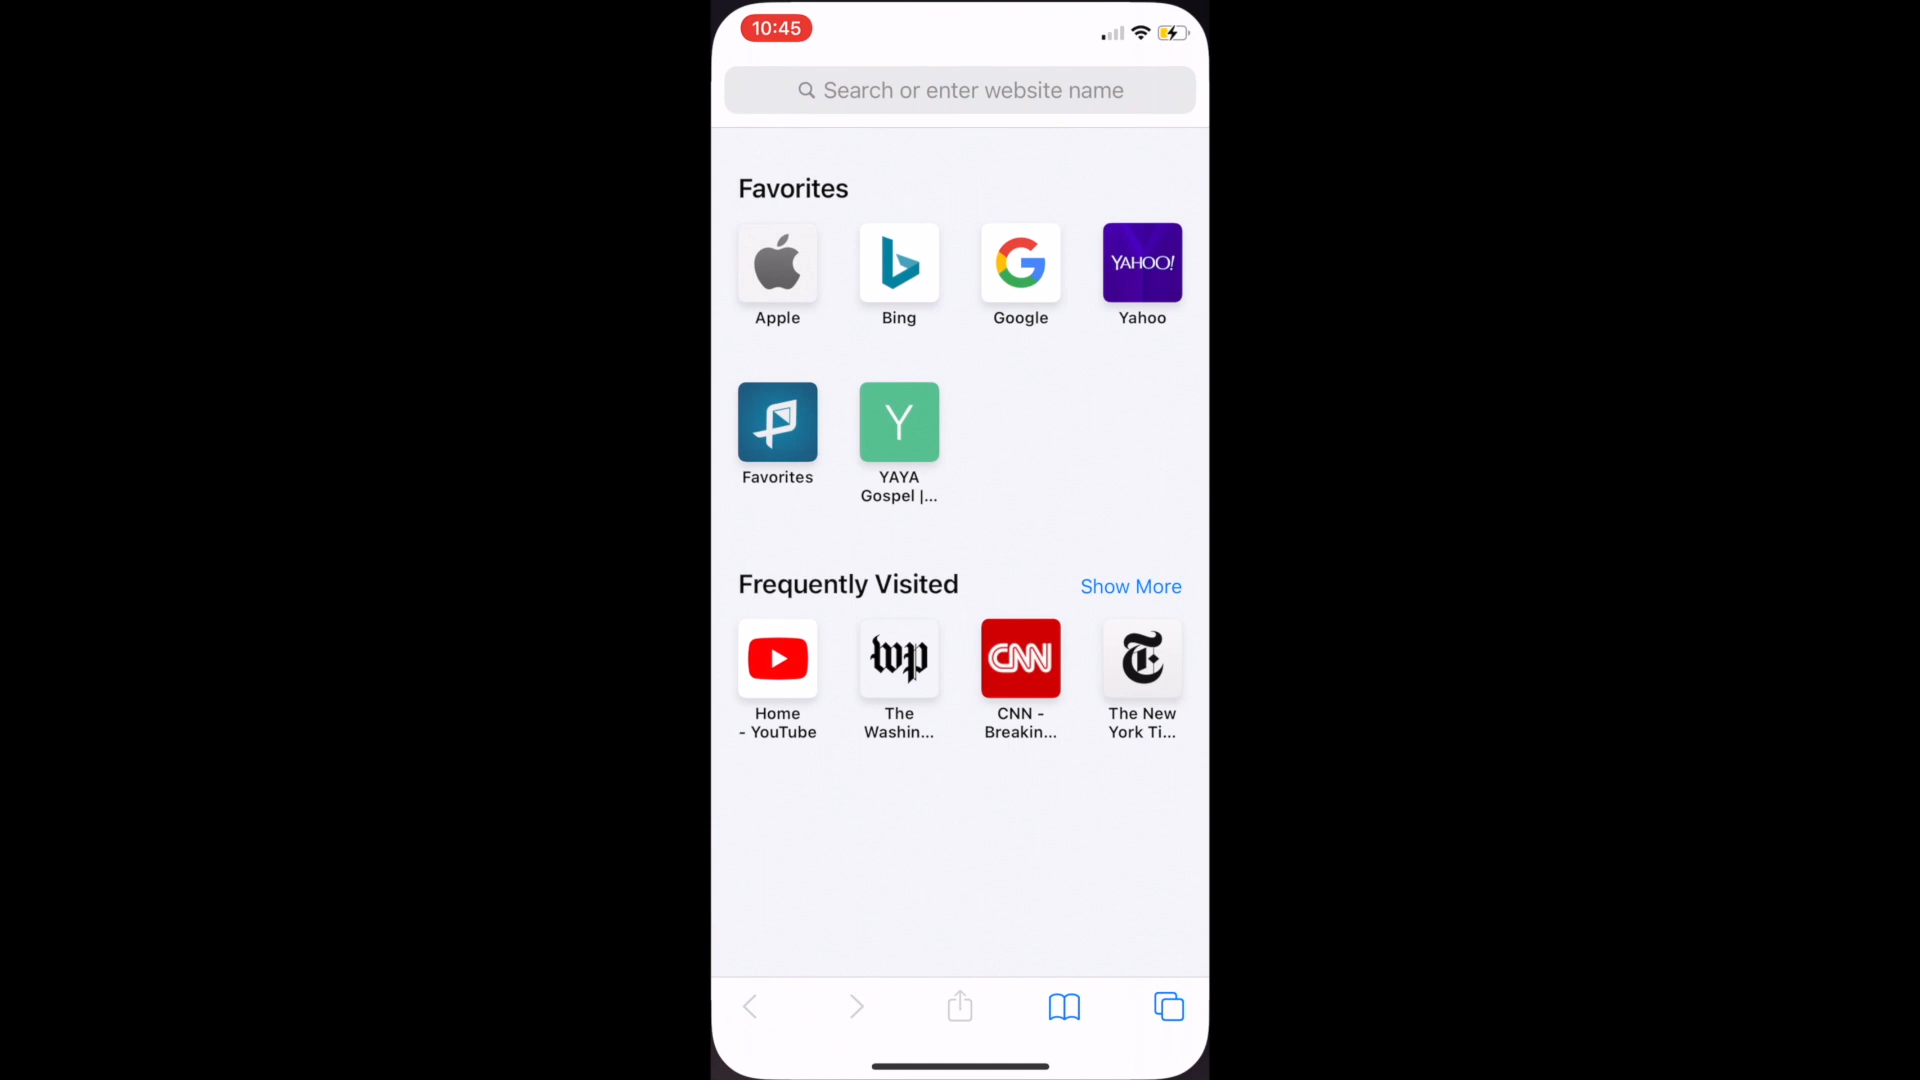 10:45
Search or enter website name
Favorites
YAHOO!
Apple
Bing
Google
Yahoo
Y
Favorites
YAYA
Gospel |...
Frequently Visited
Show More
wp
CNN
T
Home
- YouTube
The
Washin...
CNN -
Breakin...
The New
York Ti...